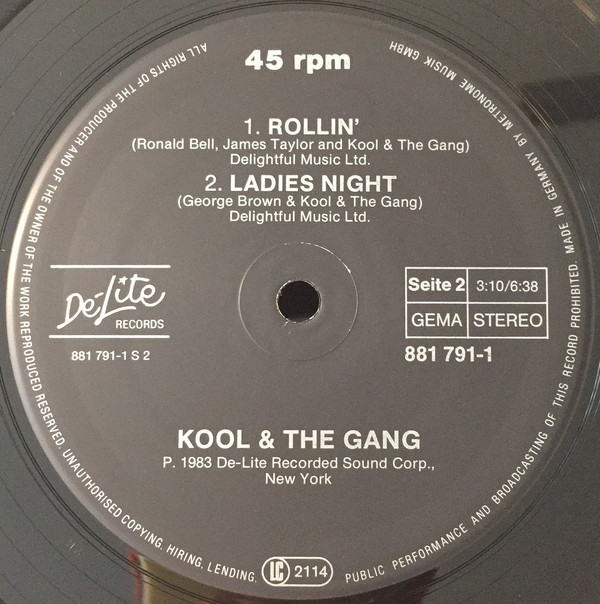 45 rpm
1. ROLLIN'
(Ronald Bell, James Taylor and Kool & The Gang)
Delightful Music Ltd.
2. LADIES NIGHT
(George Brown & Kool & The Gang)
Delightful Music Ltd.
De-Lite
RECORDS
881 791-1 S 2
Seite 2 3:10/6:38
GEMA STEREO
881 791-1
KOOL & THE GANG
P. 1983 De-Lite Recorded Sound Corp.,
New York
ALL RIGHTS OF THE PRODUCER AND OF THE OWNER OF THE WORK REPRODUCED RESERVED. UNAUTHORISED COPYING. HIRING. LENDING. LC 2114 PUBLIC PERFORMANCE AND BROADCASTING OF THIS RECORD PROHIBITED. MADE IN GERMANY BY METRONOME MUSIK GMBH